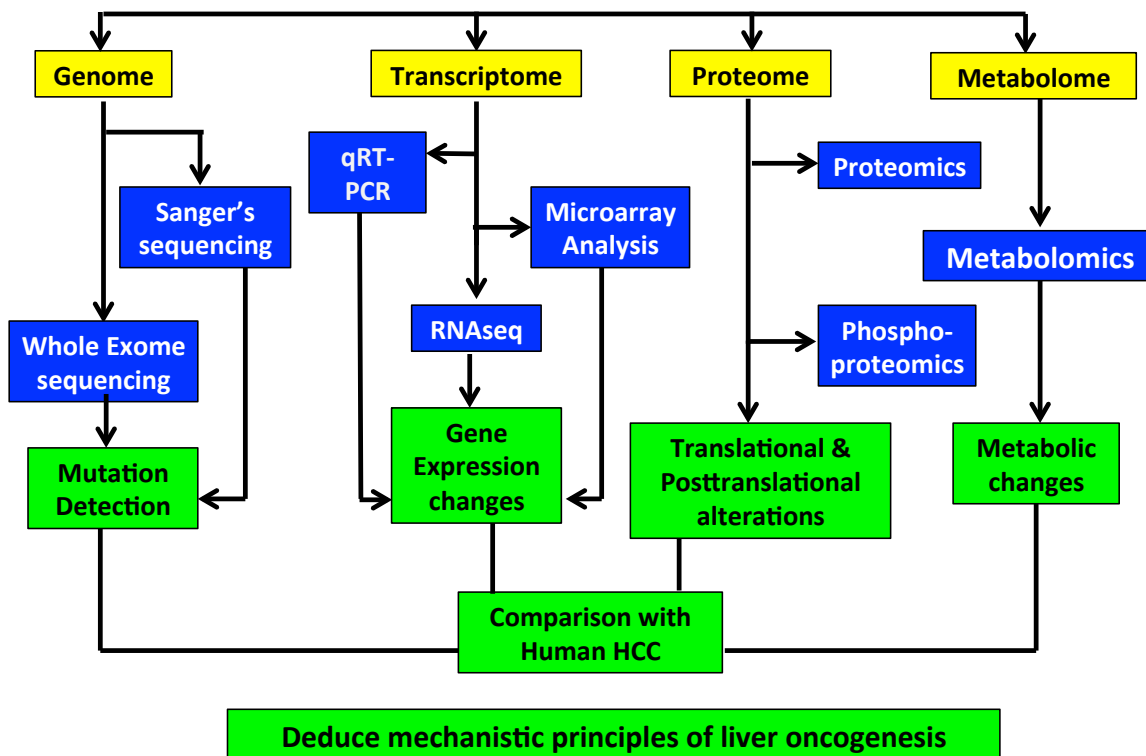 Genome
Transcriptome
Proteome
Metabolome
qRT-
PCR
Proteomics
Sanger's
sequencing
Microarray
Analysis
Metabolomics
RNAseq
Whole Exome
sequencing
Phospho-
proteomics
Mutation
Detection
Gene
Expression
changes
Translational &
Posttranslational
alterations
Metabolic
changes
Comparison with
Human HCC
Deduce mechanistic principles of liver oncogenesis